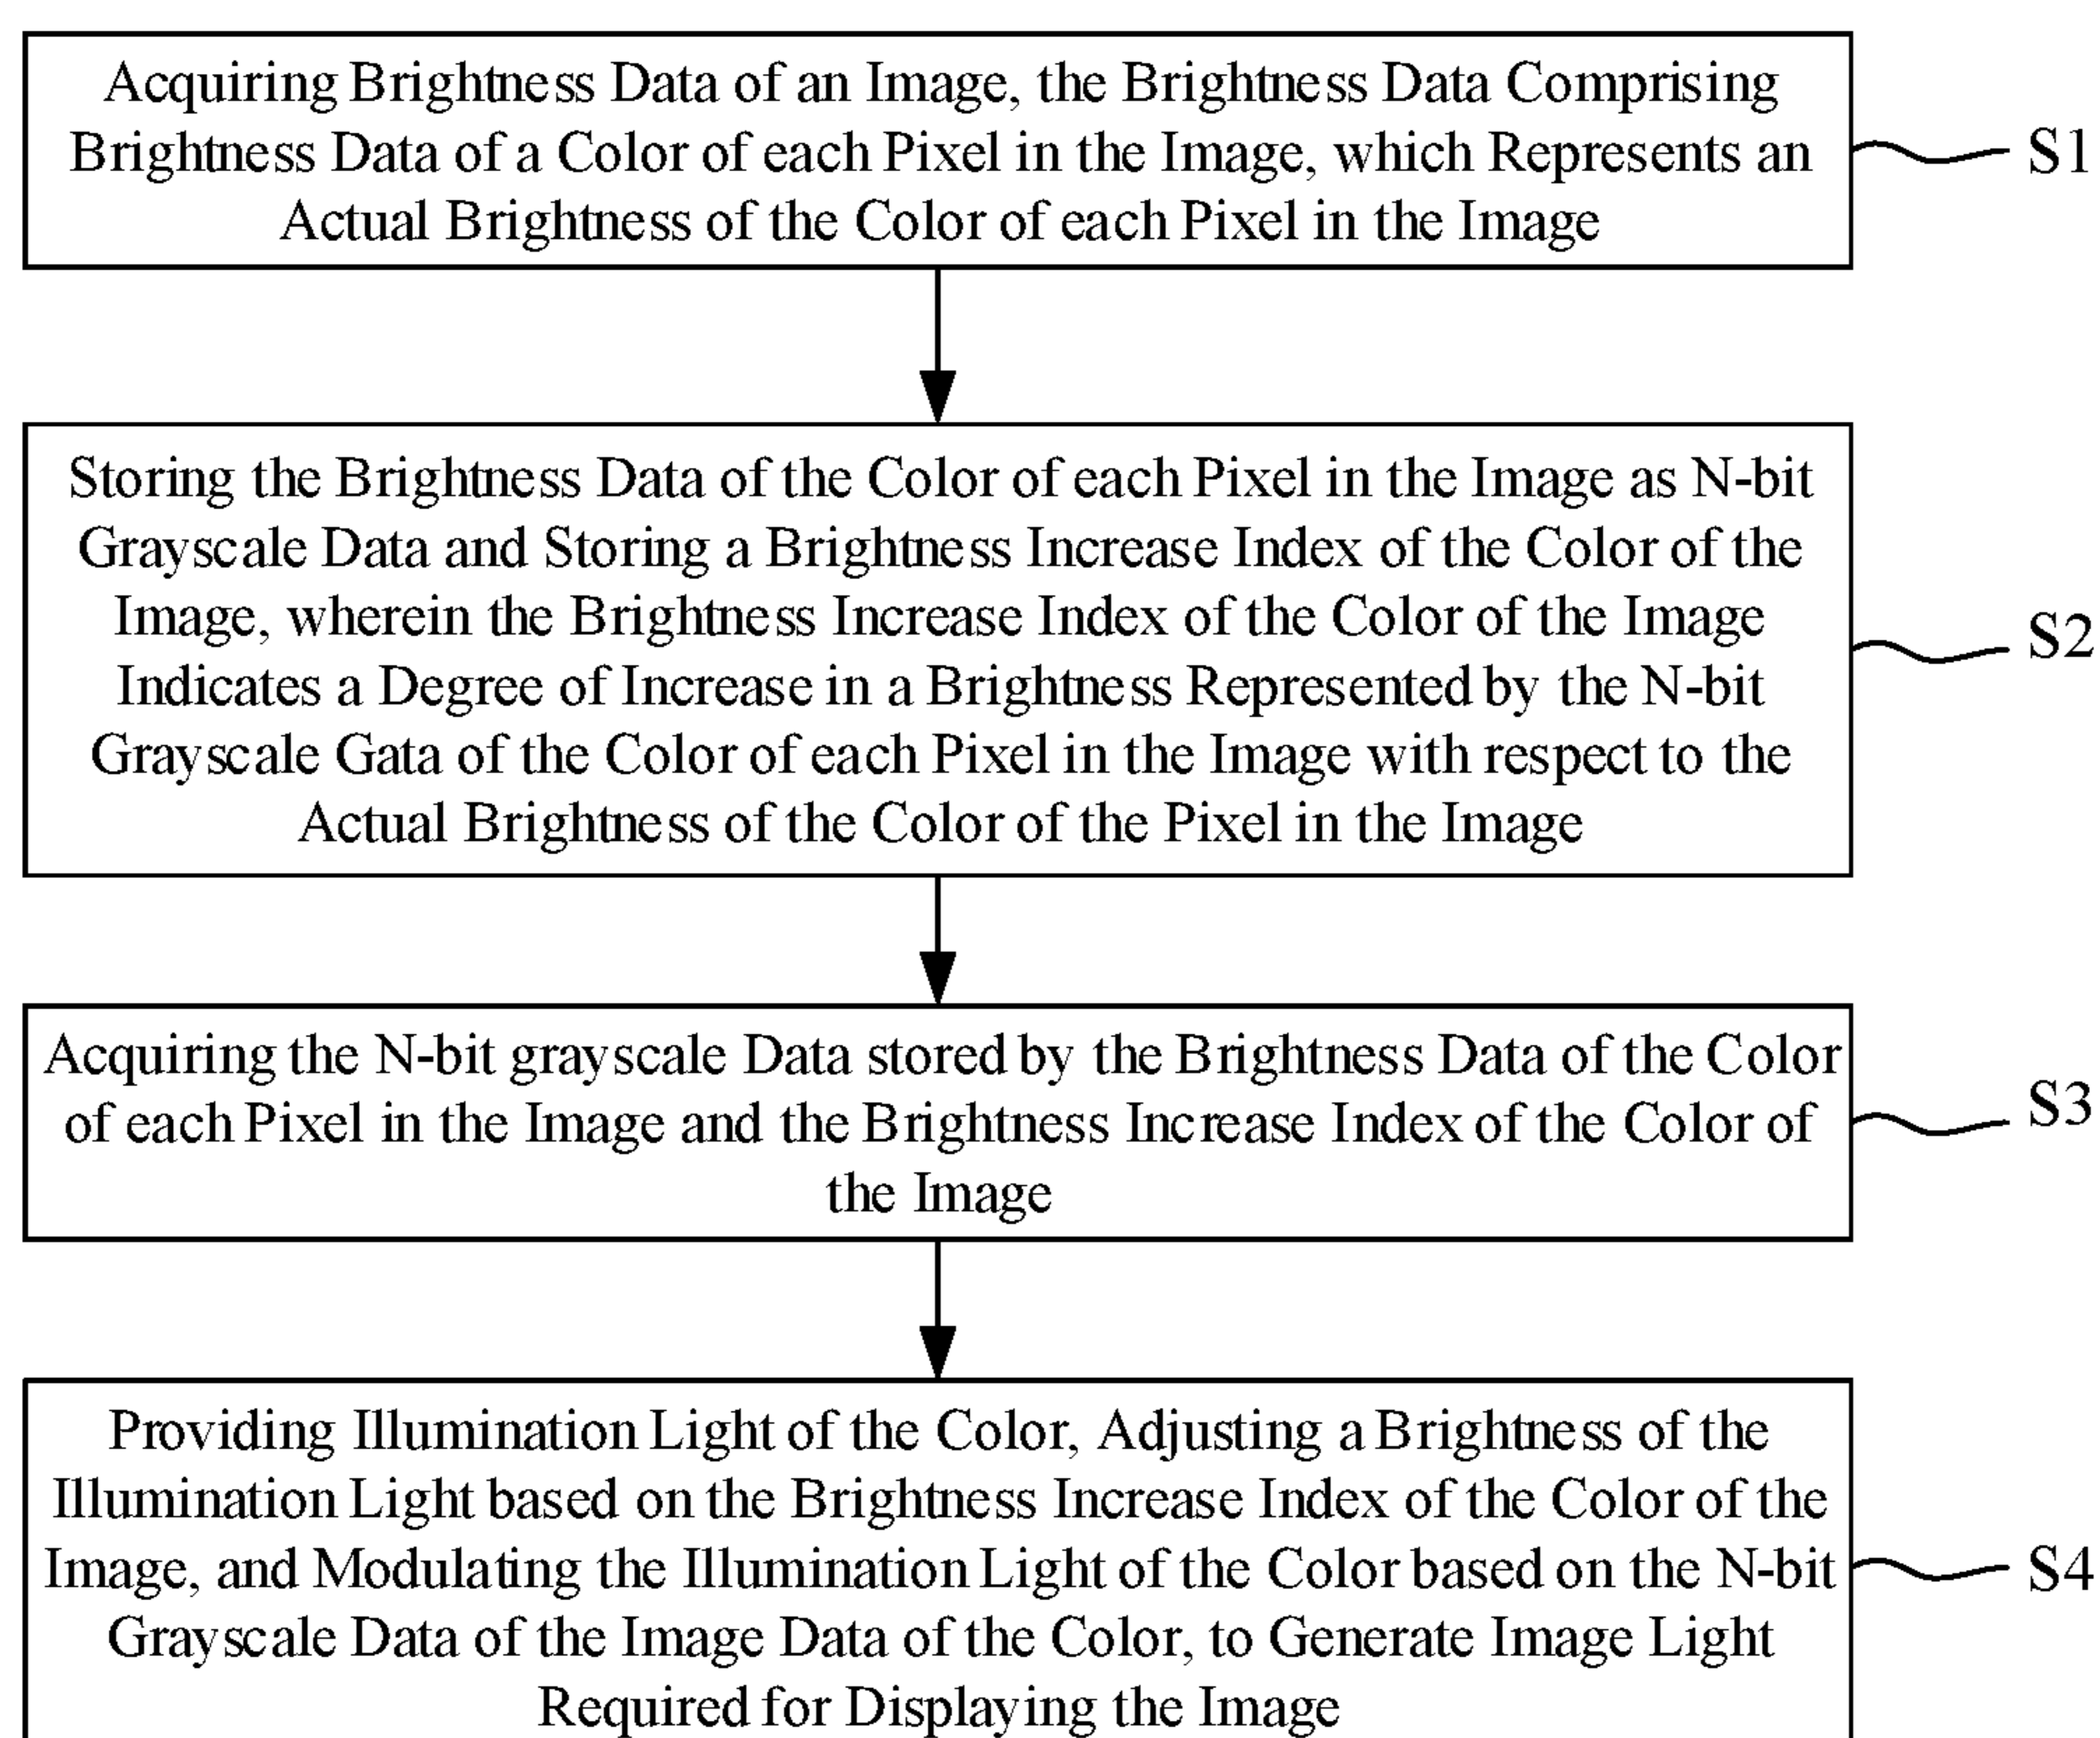 Acquiring Brightness Data of an Image, the Brightness Data Comprising
Brightness Data of a Color of each Pixel in the Image, which Represents an
Actual Brightness of the Color of each Pixel in the Image
S1
Storing the Brightness Data of the Color of each Pixel in the Image as N-bit
Grayscale Data and Storing a Brightness Increase Index of the Color of the
Image, wherein the Brightness Increase Index of the Color of the Image
Indicates a Degree of Increase in a Brightness Represented by the N-bit
Grayscale Gata of the Color of each Pixel in the Image with respect to the
Actual Brightness of the Color of the Pixel in the Image
S2
Acquiring the N-bit grayscale Data stored by the Brightness Data of the Color
of each Pixel in the Image and the Brightness Increase Index of the Color of
the Image
S3
Providing Illumination Light of the Color, Adjusting a Brightness of the
Illumination Light based on the Brightness Increase Index of the Color of the
Image, and Modulating the Illumination Light of the Color based on the N-bit
Grayscale Data of the Image Data of the Color, to Generate Image Light
Required for Displaying the Image
S4